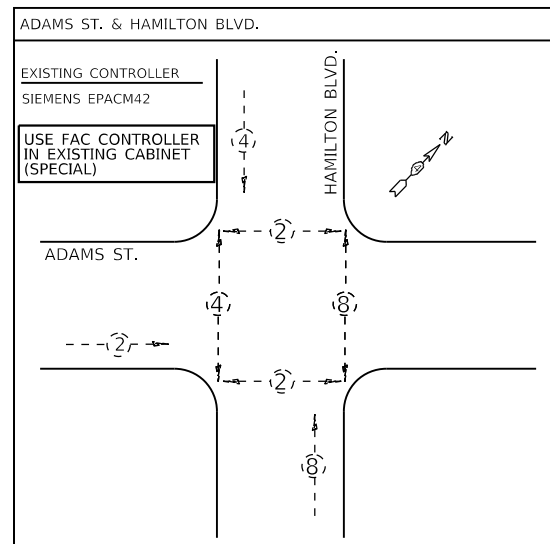 ADAMS ST. & HAMILTON BLVD.
EXISTING CONTROLLER
SIEMENS EPACM42
USE FAC CONTROLLER
IN EXISTING CABINET
(SPECIAL)
HAMILTON BLVD.
N
4
2
ADAMS ST.
4
8
2
2
8